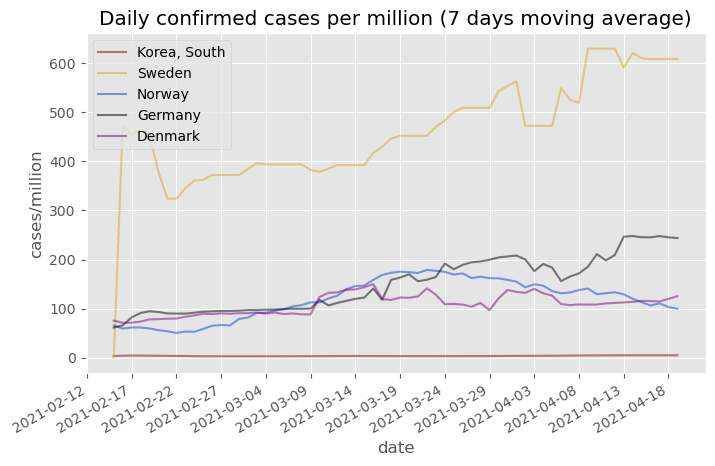 Daily confirmed cases per million (7 days moving average)
Korea, South
Sweden
Norway
Germany
Denmark
600
500
400
300
200
100
0
cases/million
2021-02-12
2021-02-17
2021-02-22
2021-02-27
2021-03-04
2021-03-09
2021-03-14
2021-03-19
2021-03-24
2021-03-29
2021-04-03
2021-04-08
2021-04-13
2021-04-18
date